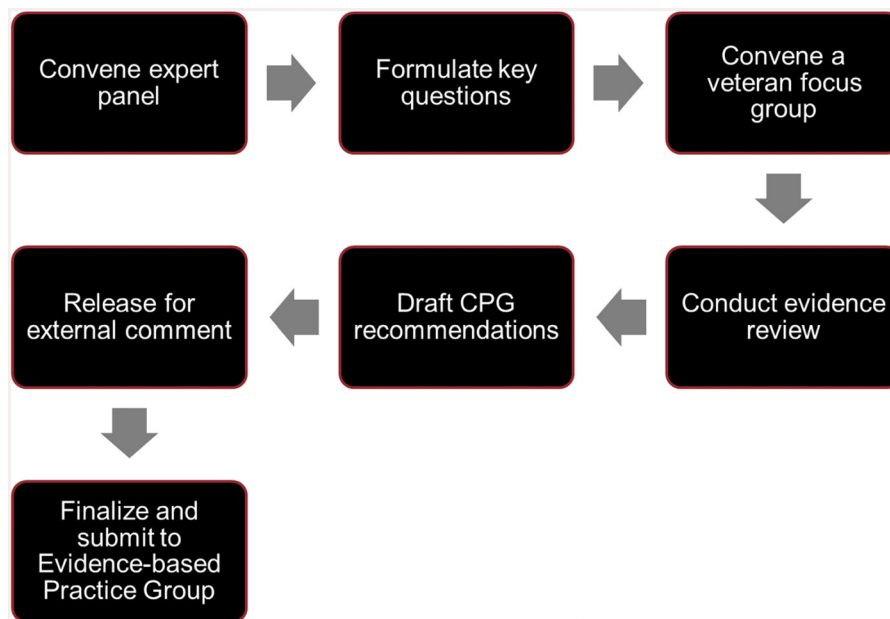 Convene expert
panel
Formulate key
questions
Convene a
veteran focus
group
Conduct evidence
review
Draft CPG
recommendations
Release for
external comment
Finalize and
submit to
Evidence-based
Practice Group